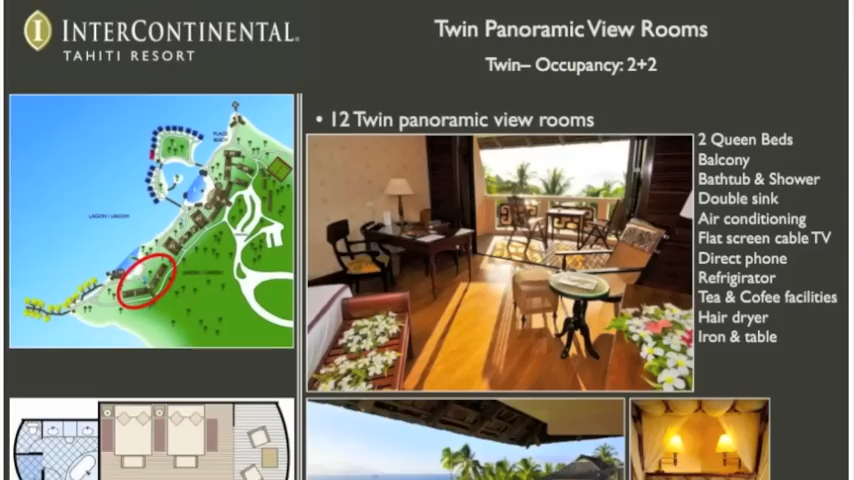 INTERCONTINENTAL®
TAHITI RESORT
Twin Panoramic View Rooms
Twin– Occupancy: 2+2
• 12 Twin panoramic view rooms
2 Queen Beds
Balcony
Bathtub & Shower
Double sink
Air conditioning
Flat screen cable TV
Direct phone
Refrigirator
Tea & Cofee facilities
Hair dryer
Iron & table
LAGON / LAGOON